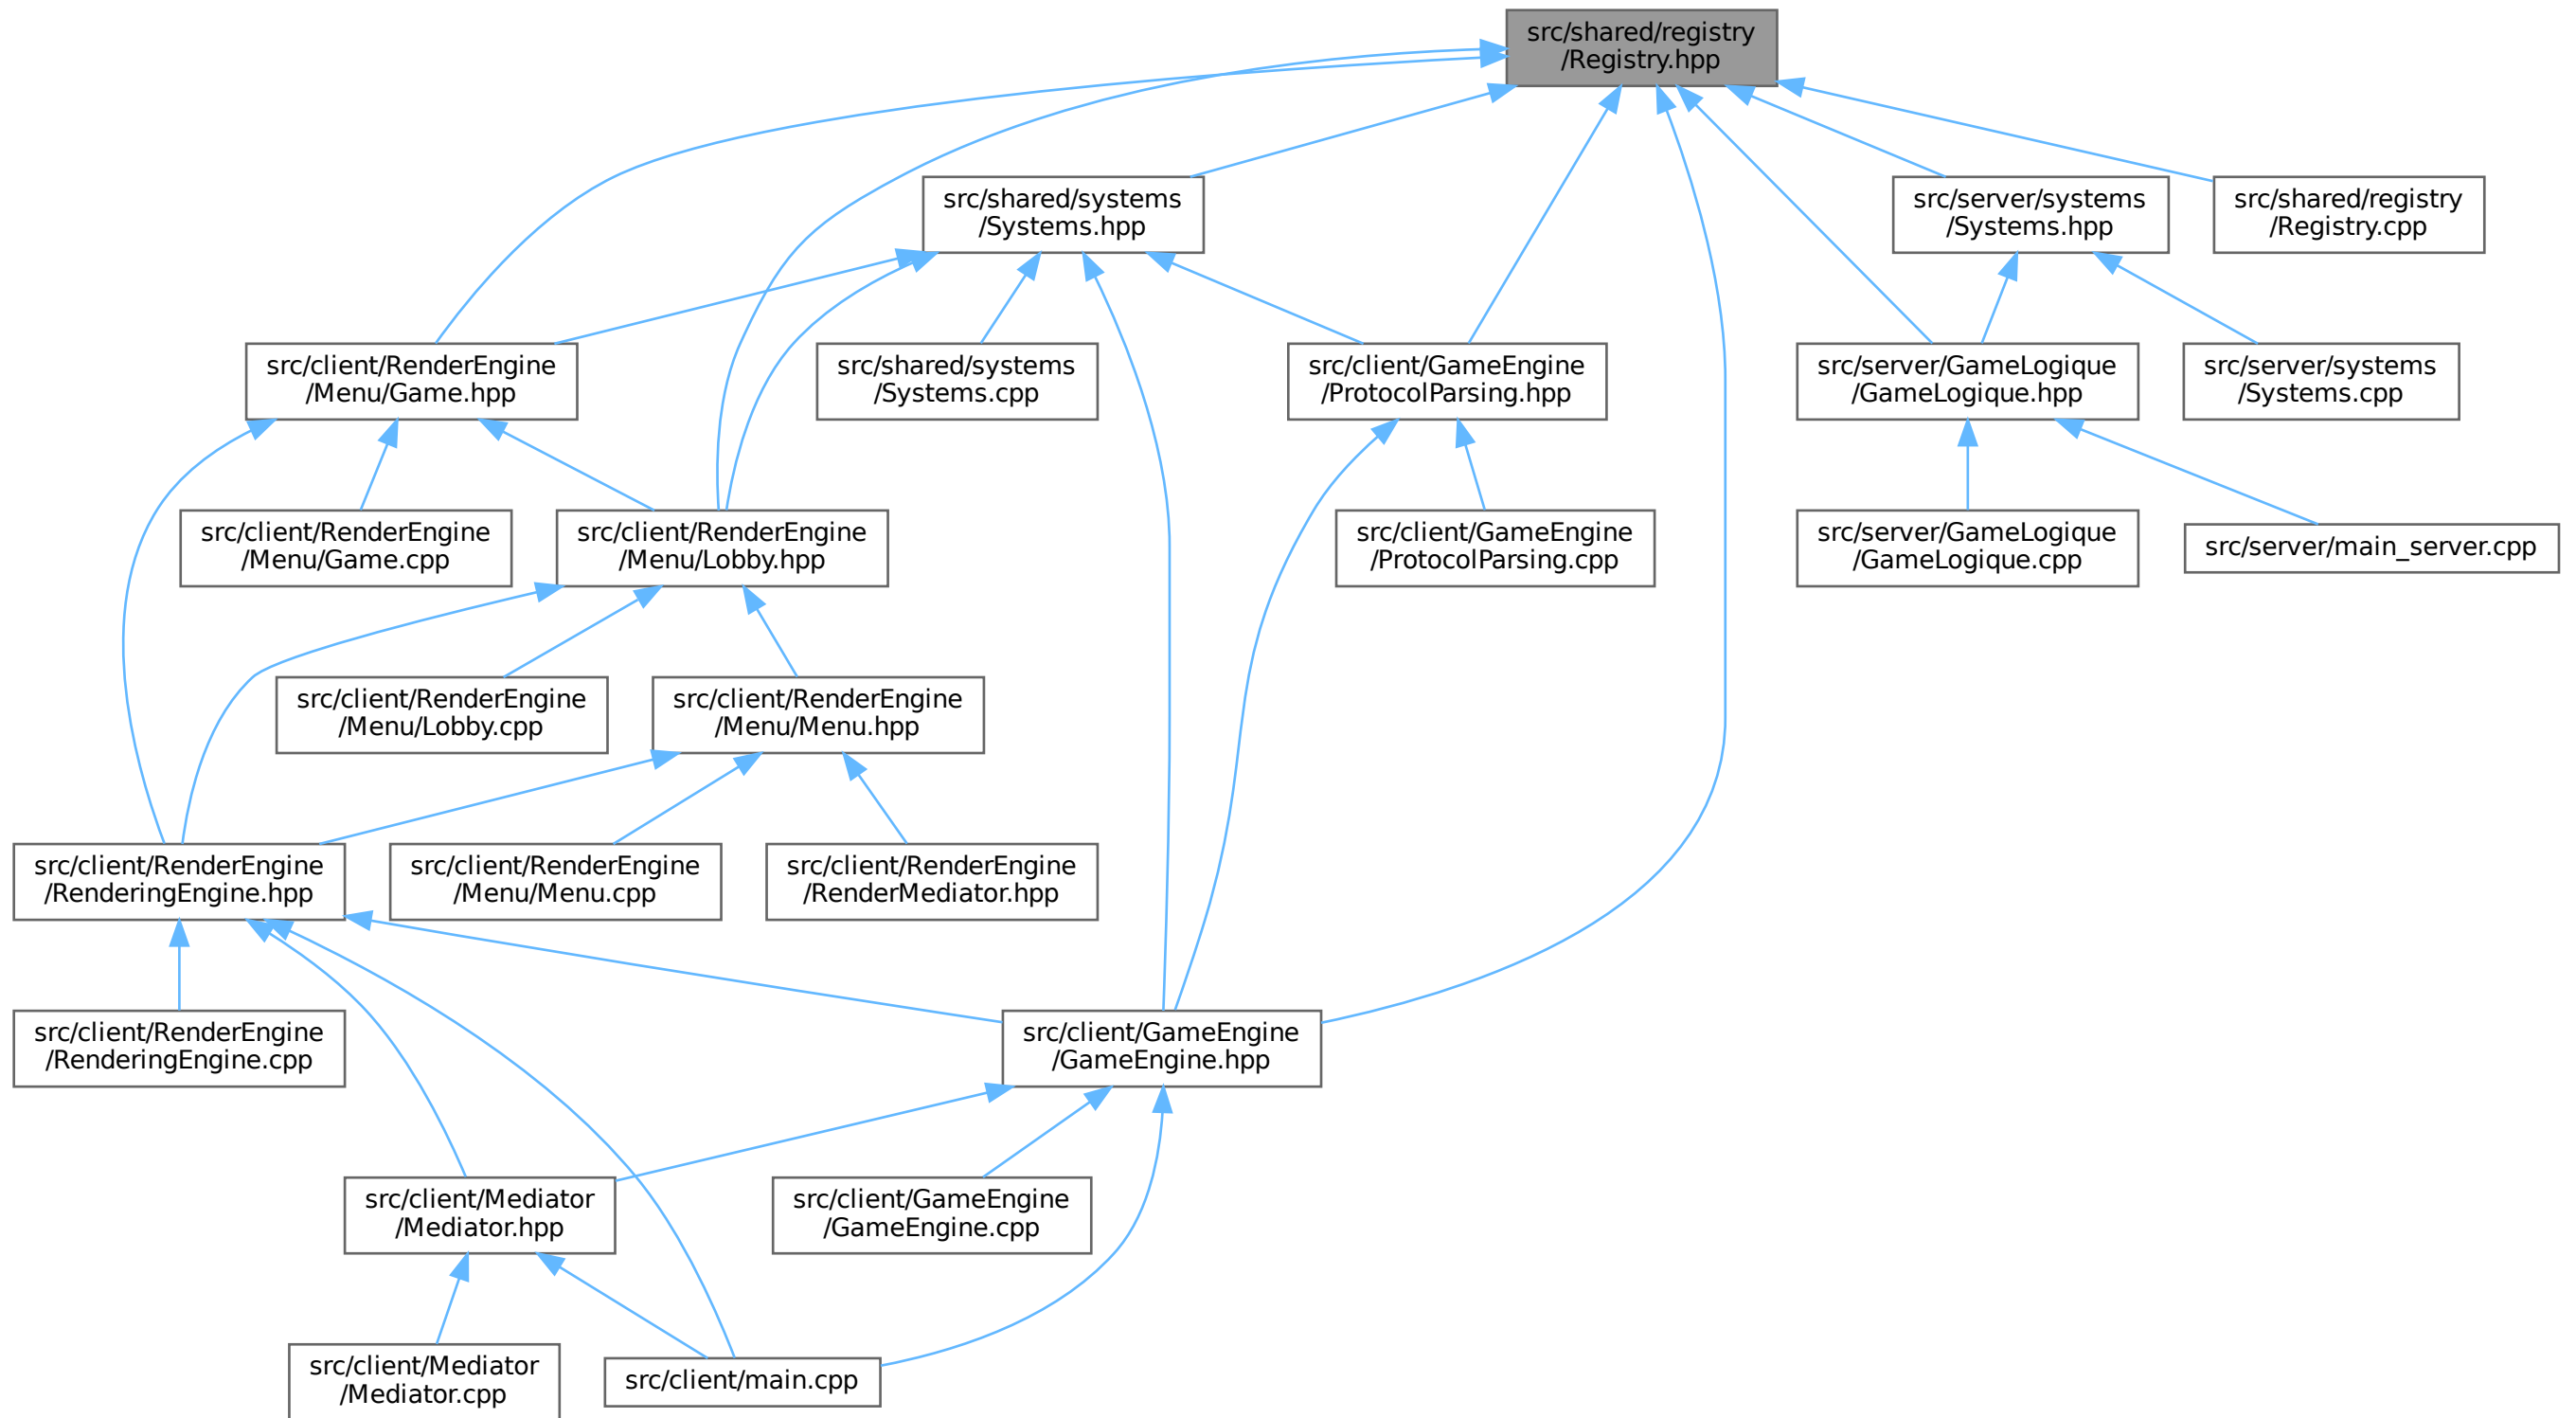 src/shared/registry
/Registry.hpp
src/shared/systems
/Systems.hpp
src/server/systems
/Systems.hpp
src/shared/registry
/Registry.cpp
src/client/RenderEngine
/Menu/Game.hpp
src/shared/systems
/Systems.cpp
src/client/GameEngine
/ProtocolParsing.hpp
src/server/GameLogique
/GameLogique.hpp
src/server/systems
/Systems.cpp
src/client/RenderEngine
/Menu/Game.cpp
src/client/RenderEngine
/Menu/Lobby.hpp
src/client/GameEngine
/ProtocolParsing.cpp
src/server/GameLogique
/GameLogique.cpp
src/server/main_server.cpp
src/client/RenderEngine
/Menu/Lobby.cpp
src/client/RenderEngine
/Menu/Menu.hpp
src/client/RenderEngine
/RenderingEngine.hpp
src/client/RenderEngine
/Menu/Menu.cpp
src/client/RenderEngine
/RenderMediator.hpp
src/client/RenderEngine
/RenderingEngine.cpp
src/client/GameEngine
/GameEngine.hpp
src/client/Mediator
/Mediator.hpp
src/client/GameEngine
/GameEngine.cpp
src/client/Mediator
/Mediator.cpp
src/client/main.cpp